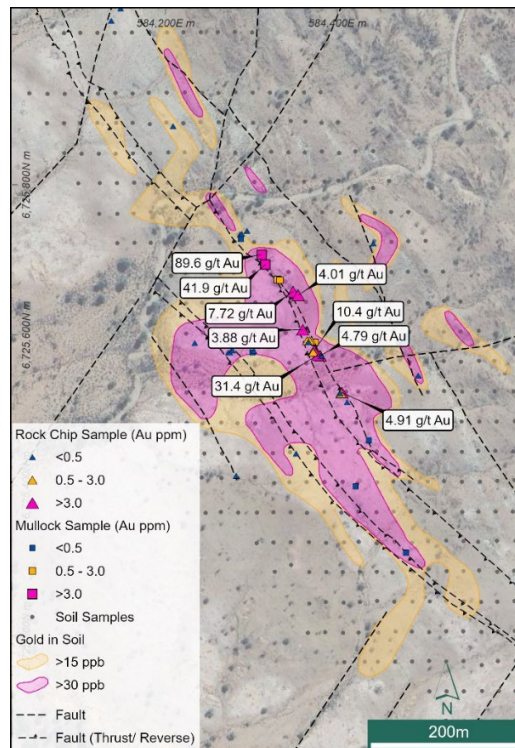 584,200E m
584,400E m
6,725,800N m
6,725,600N m
89.6 g/t Au
41.9 g/t Au
4.01 g/t Au
7.72 g/t Au
10.4 g/t Au
3.88 g/t Au
4.79 g/t Au
31.4 g/t Au
4.91 g/t Au
Rock Chip Sample (Au ppm)
<0.5
0.5 - 3.0
>3.0
Mullock Sample (Au ppm)
<0.5
0.5 - 3.0
>3.0
Soil Samples
Gold in Soil
>15 ppb
>30 ppb
Fault
Fault (Thrust/ Reverse)
N
200m